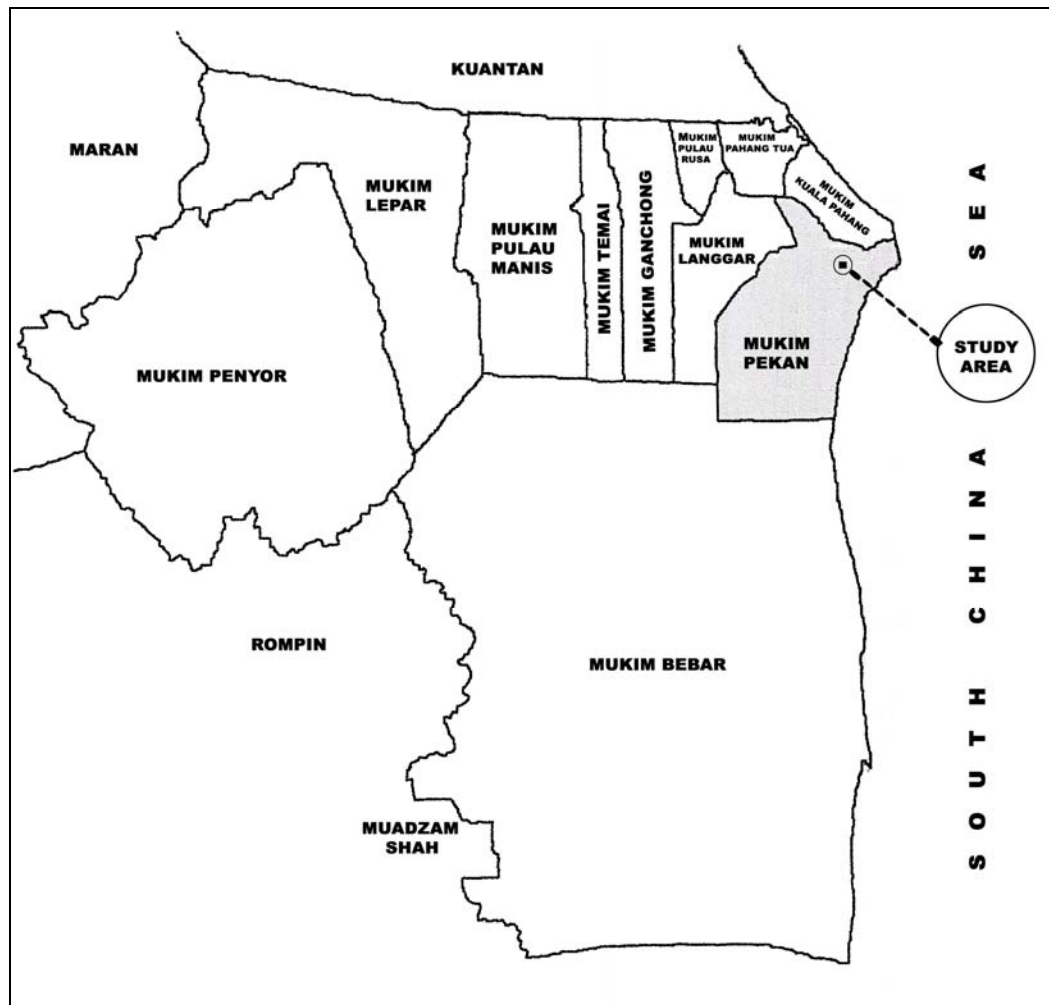 KUANTAN
MARAN
MUKIM
LEPAR
MUKIM
PULAU
MANIS
MUKIM TEMAI
MUKIM GANCHONG
MUKIM
PULAU
RUSA
MUKIM
PAHANG TUA
MUKIM
KUALA PAHANG
MUKIM
LANGGAR
MUKIM
PEKAN
STUDY
AREA
MUKIM PENYOR
ROMPIN
MUKIM BEBAR
MUADZAM
SHAH
SOUTH CHINA SEA